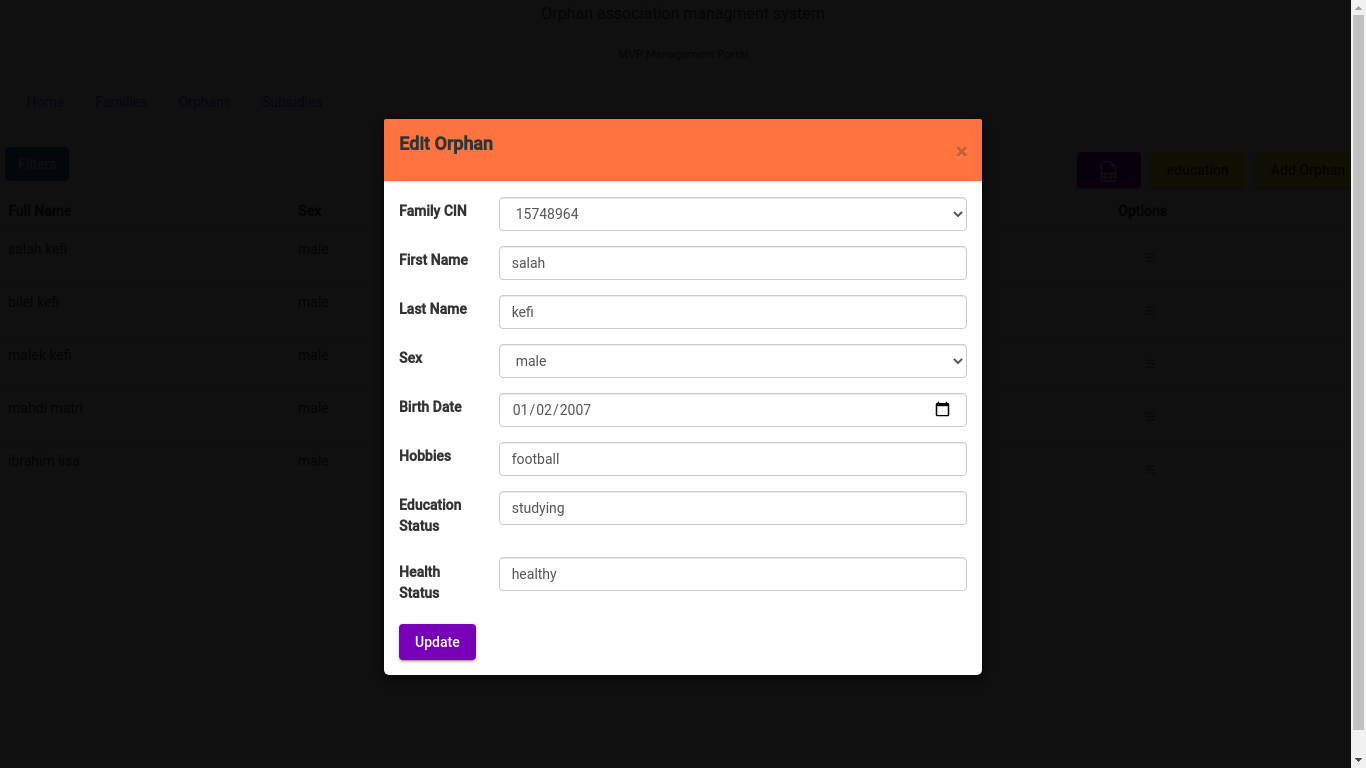 Orphan association managment system
MVP Management Portal
Home Families Orphans Subsidies
Edit Orphan
×
Filters
education Add Orphan
Full Name Sex Options
Family CIN 15748964
salah kefi male
First Name salah
bilel kefi male
Last Name kefi
malek kefi male
Sex male
mahdi matri male
Birth Date 01/02/2007
ibrahim iisa male
Hobbies football
Education
Status
studying
Health
Status
healthy
Update